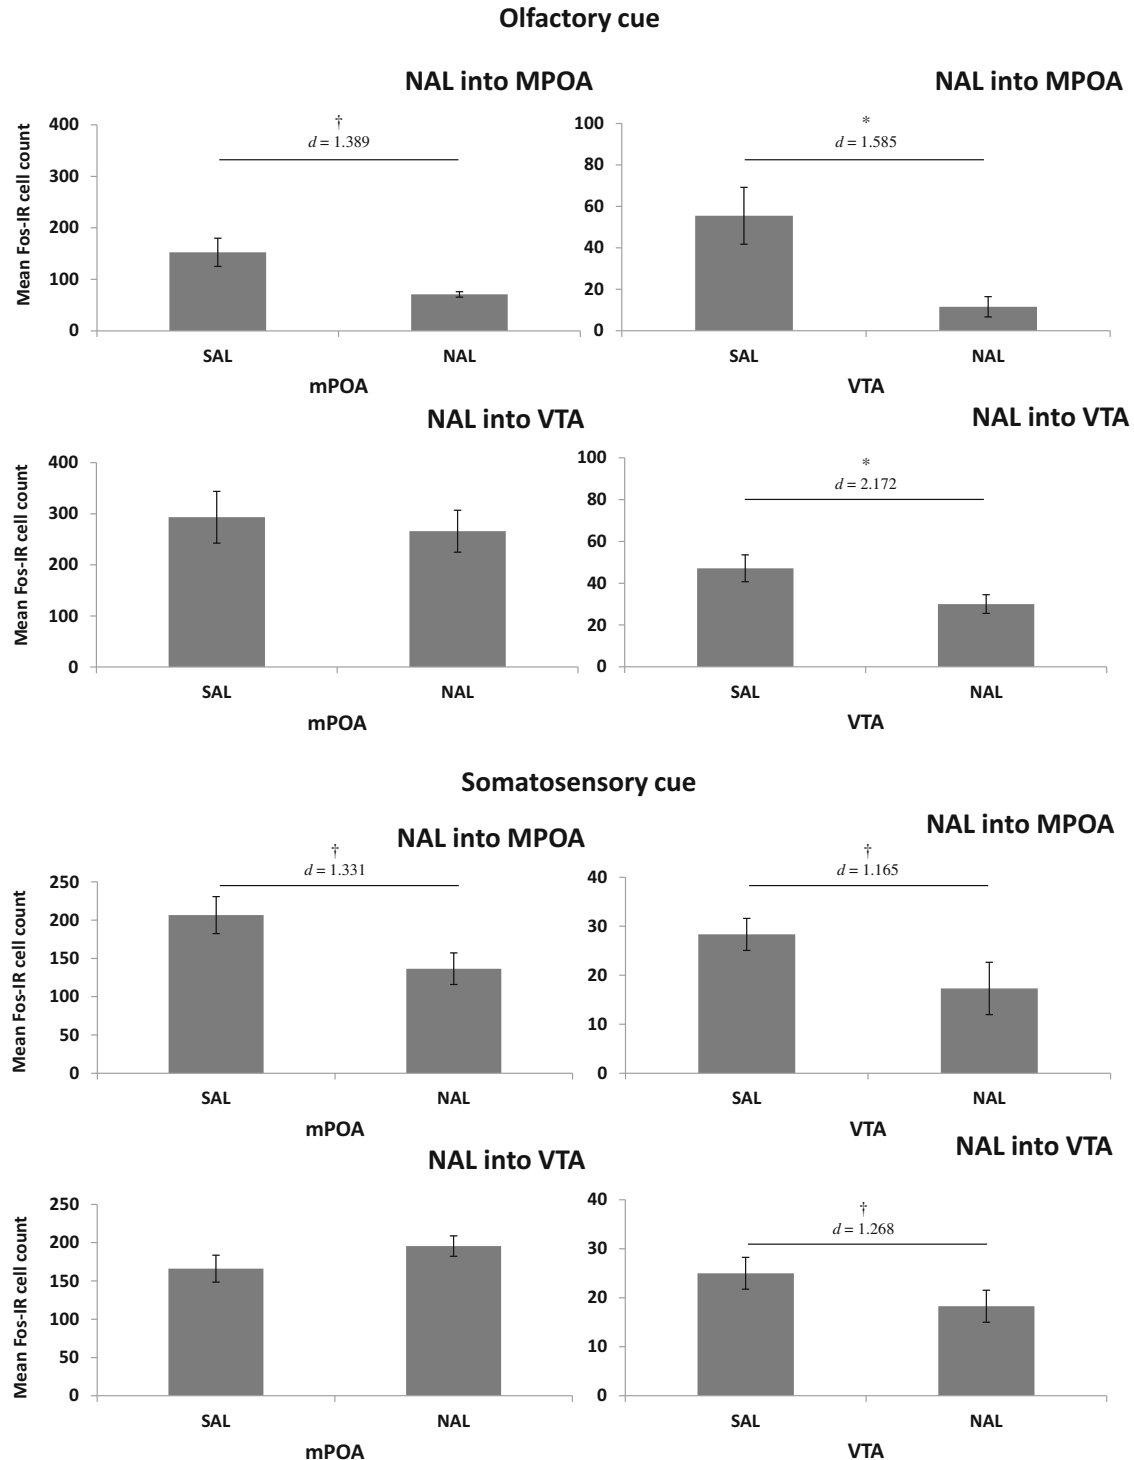 Olfactory cue
NAL into MPOA
Mean Fos-IR cell count
400
300
200
100
0
†
d = 1.389
SAL
NAL
mPOA
NAL into MPOA
100
80
60
40
20
0
*
d = 1.585
SAL
NAL
VTA
NAL into VTA
Mean Fos-IR cell count
400
300
200
100
0
SAL
NAL
mPOA
NAL into VTA
100
80
60
40
20
0
*
d = 2.172
SAL
NAL
VTA
Somatosensory cue
NAL into MPOA
Mean Fos-IR cell count
250
200
150
100
50
0
†
d = 1.331
SAL
NAL
mPOA
NAL into MPOA
40
30
20
10
0
†
d = 1.165
SAL
NAL
VTA
NAL into VTA
Mean Fos-IR cell count
250
200
150
100
50
0
SAL
NAL
mPOA
NAL into VTA
40
30
20
10
0
†
d = 1.268
SAL
NAL
VTA